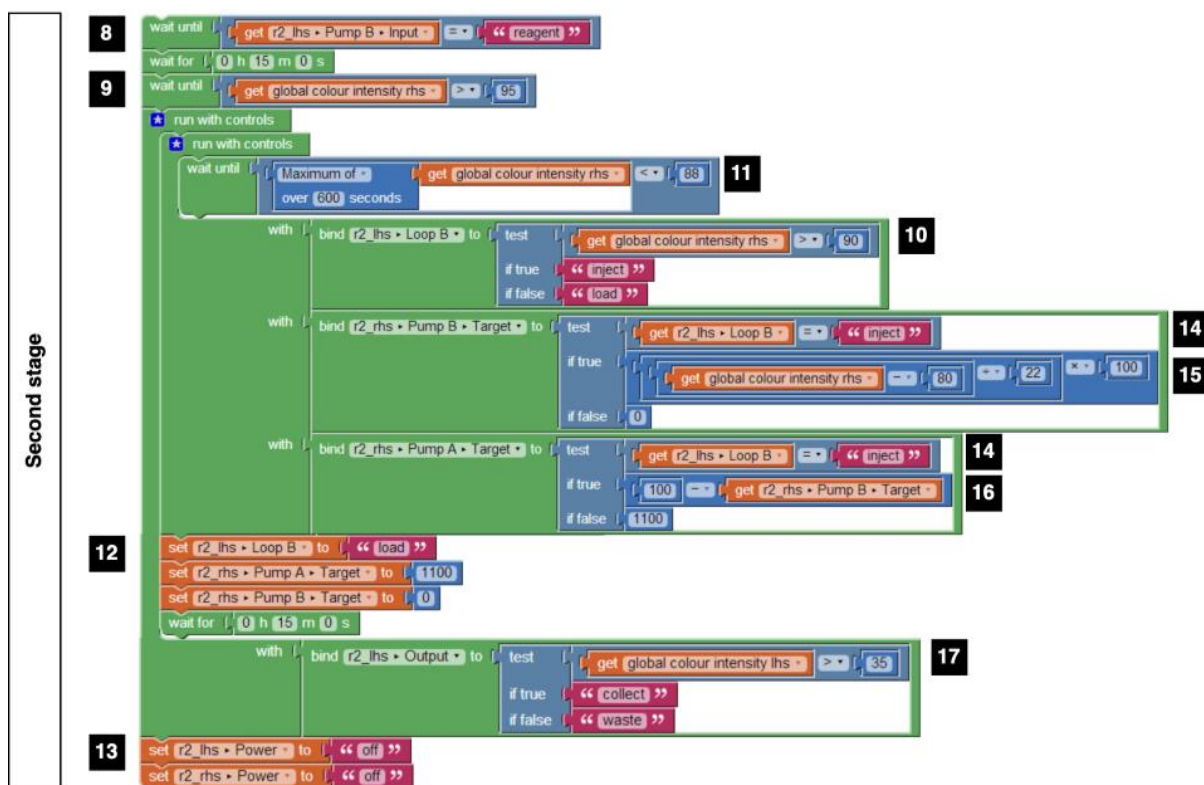 Second stage
8 wait until get r2_lhs ▸ Pump B ▸ Input = “ reagent ”
wait for 0 h 15 m 0 s
9 wait until get global colour intensity rhs > 95
run with controls
run with controls
wait until Maximum of get global colour intensity rhs < 88 11
over 600 seconds
with bind r2_lhs ▸ Loop B to test get global colour intensity rhs > 90 10
if true “ inject ”
if false “ load ”
with bind r2_rhs ▸ Pump B ▸ Target to test get r2_lhs ▸ Loop B = “ inject ” 14
if true get global colour intensity rhs - 80 ÷ 22 × 100 15
if false 0
with bind r2_rhs ▸ Pump A ▸ Target to test get r2_lhs ▸ Loop B = “ inject ” 14
if true 100 - get r2_rhs ▸ Pump B ▸ Target 16
if false 1100
12 set r2_lhs ▸ Loop B to “ load ”
set r2_rhs ▸ Pump A ▸ Target to 1100
set r2_rhs ▸ Pump B ▸ Target to 0
wait for 0 h 15 m 0 s
with bind r2_lhs ▸ Output to test get global colour intensity lhs > 35 17
if true “ collect ”
if false “ waste ”
13 set r2_lhs ▸ Power to “ off ”
set r2_rhs ▸ Power to “ off ”